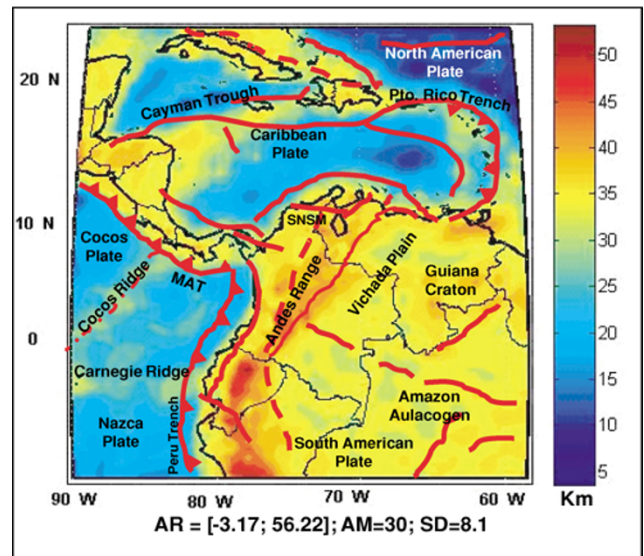 20 N
10 N
0
90 W
80 W
70 W
60 W
North American
Plate
Pto. Rico Trench
Cayman Trough
Caribbean
Plate
SNSM
Cocos
Plate
MAT
Cocos Ridge
Andes Range
Vichada Plain
Guiana
Craton
Carnegie Ridge
Nazca
Plate
Peru Trench
Amazon
Aulacogen
South American
Plate
50
45
40
35
30
25
20
15
10
5
Km
AR = [-3.17; 56.22]; AM=30; SD=8.1